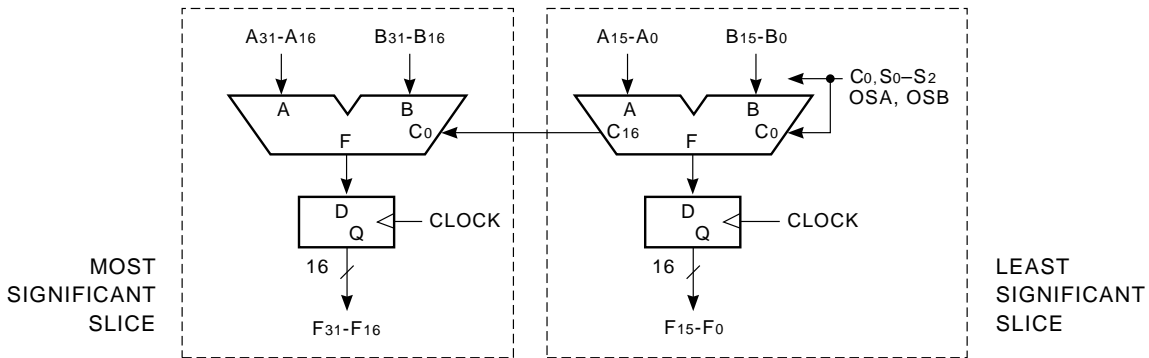 A31-A16
B31-B16
A
B
C0
F
D
Q
CLOCK
16
F31-F16
MOST
SIGNIFICANT
SLICE
A15-A0
B15-B0
C0,S0–S2
OSA, OSB
A
B
C16
C0
F
D
Q
CLOCK
16
F15-F0
LEAST
SIGNIFICANT
SLICE